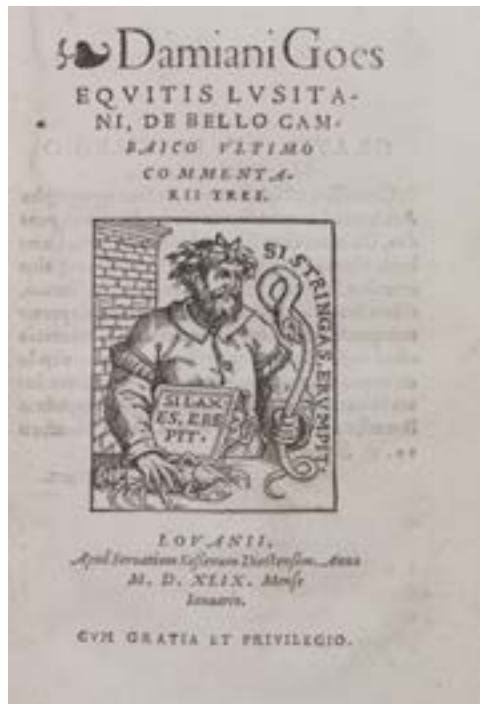 Damiani Goes
EQVITIS LVSITA-
NI, DE BELLO CAM-
BAICO VLTIMO
COMMENTA-
RII TRES.
SI STRINGAS ERVMPIT.
SI LAX-
ES, ERE
PIT.
LOVANII,
Apud Seruatium Sassenum Diestensem. Anno
M. D. XLIX. Mense
Ianuario.
CVM GRATIA ET PRIVILEGIO.